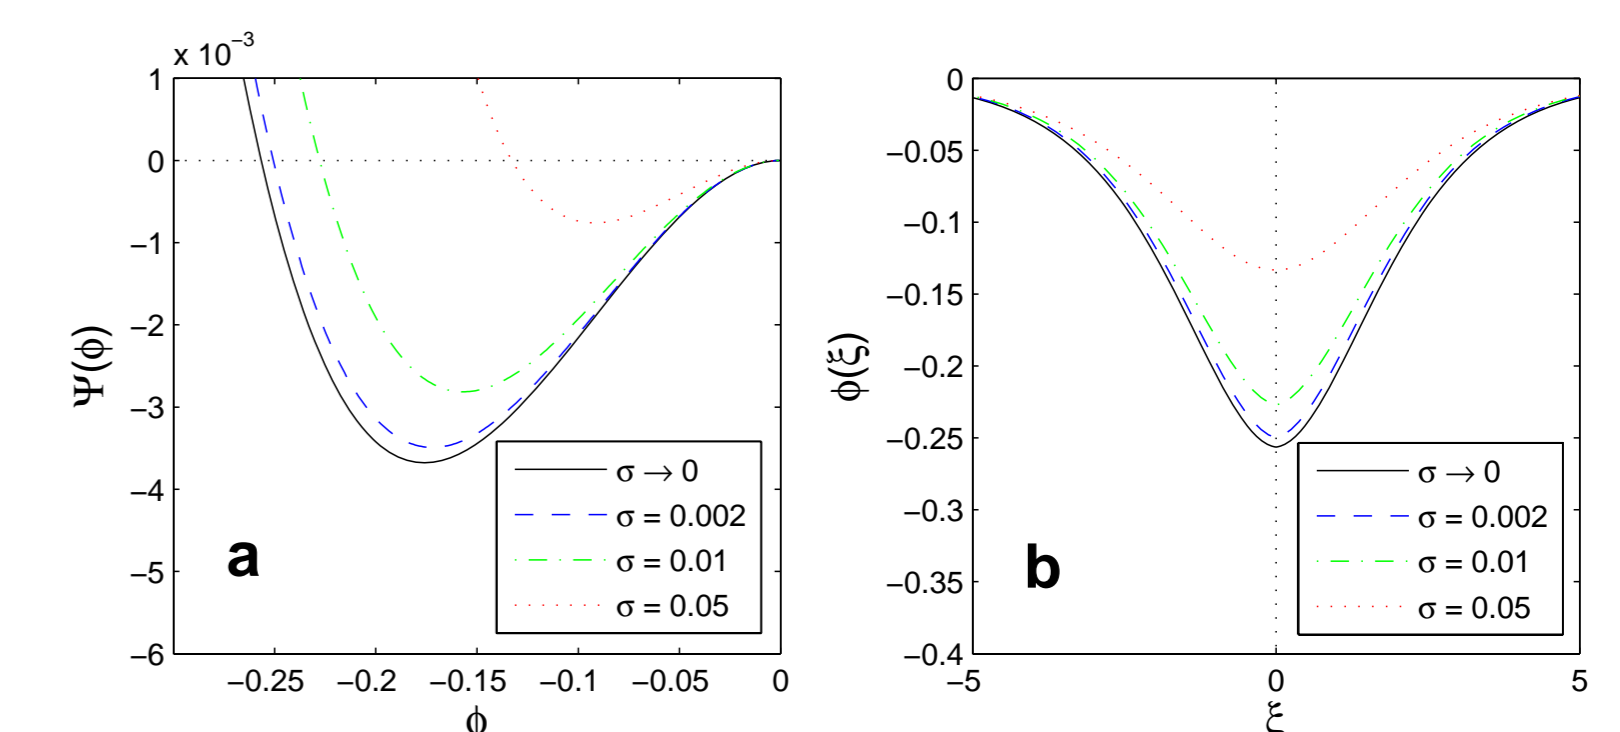 x 10⁻³
1
0
−1
−2
−3
−4
−5
−6
Ψ(ϕ)
−0.25 −0.2 −0.15 −0.1 −0.05 0
ϕ
a
σ → 0
σ = 0.002
σ = 0.01
σ = 0.05
0
−0.05
−0.1
−0.15
−0.2
−0.25
−0.3
−0.35
−0.4
ϕ(ξ)
−5 0 5
ξ
b
σ → 0
σ = 0.002
σ = 0.01
σ = 0.05